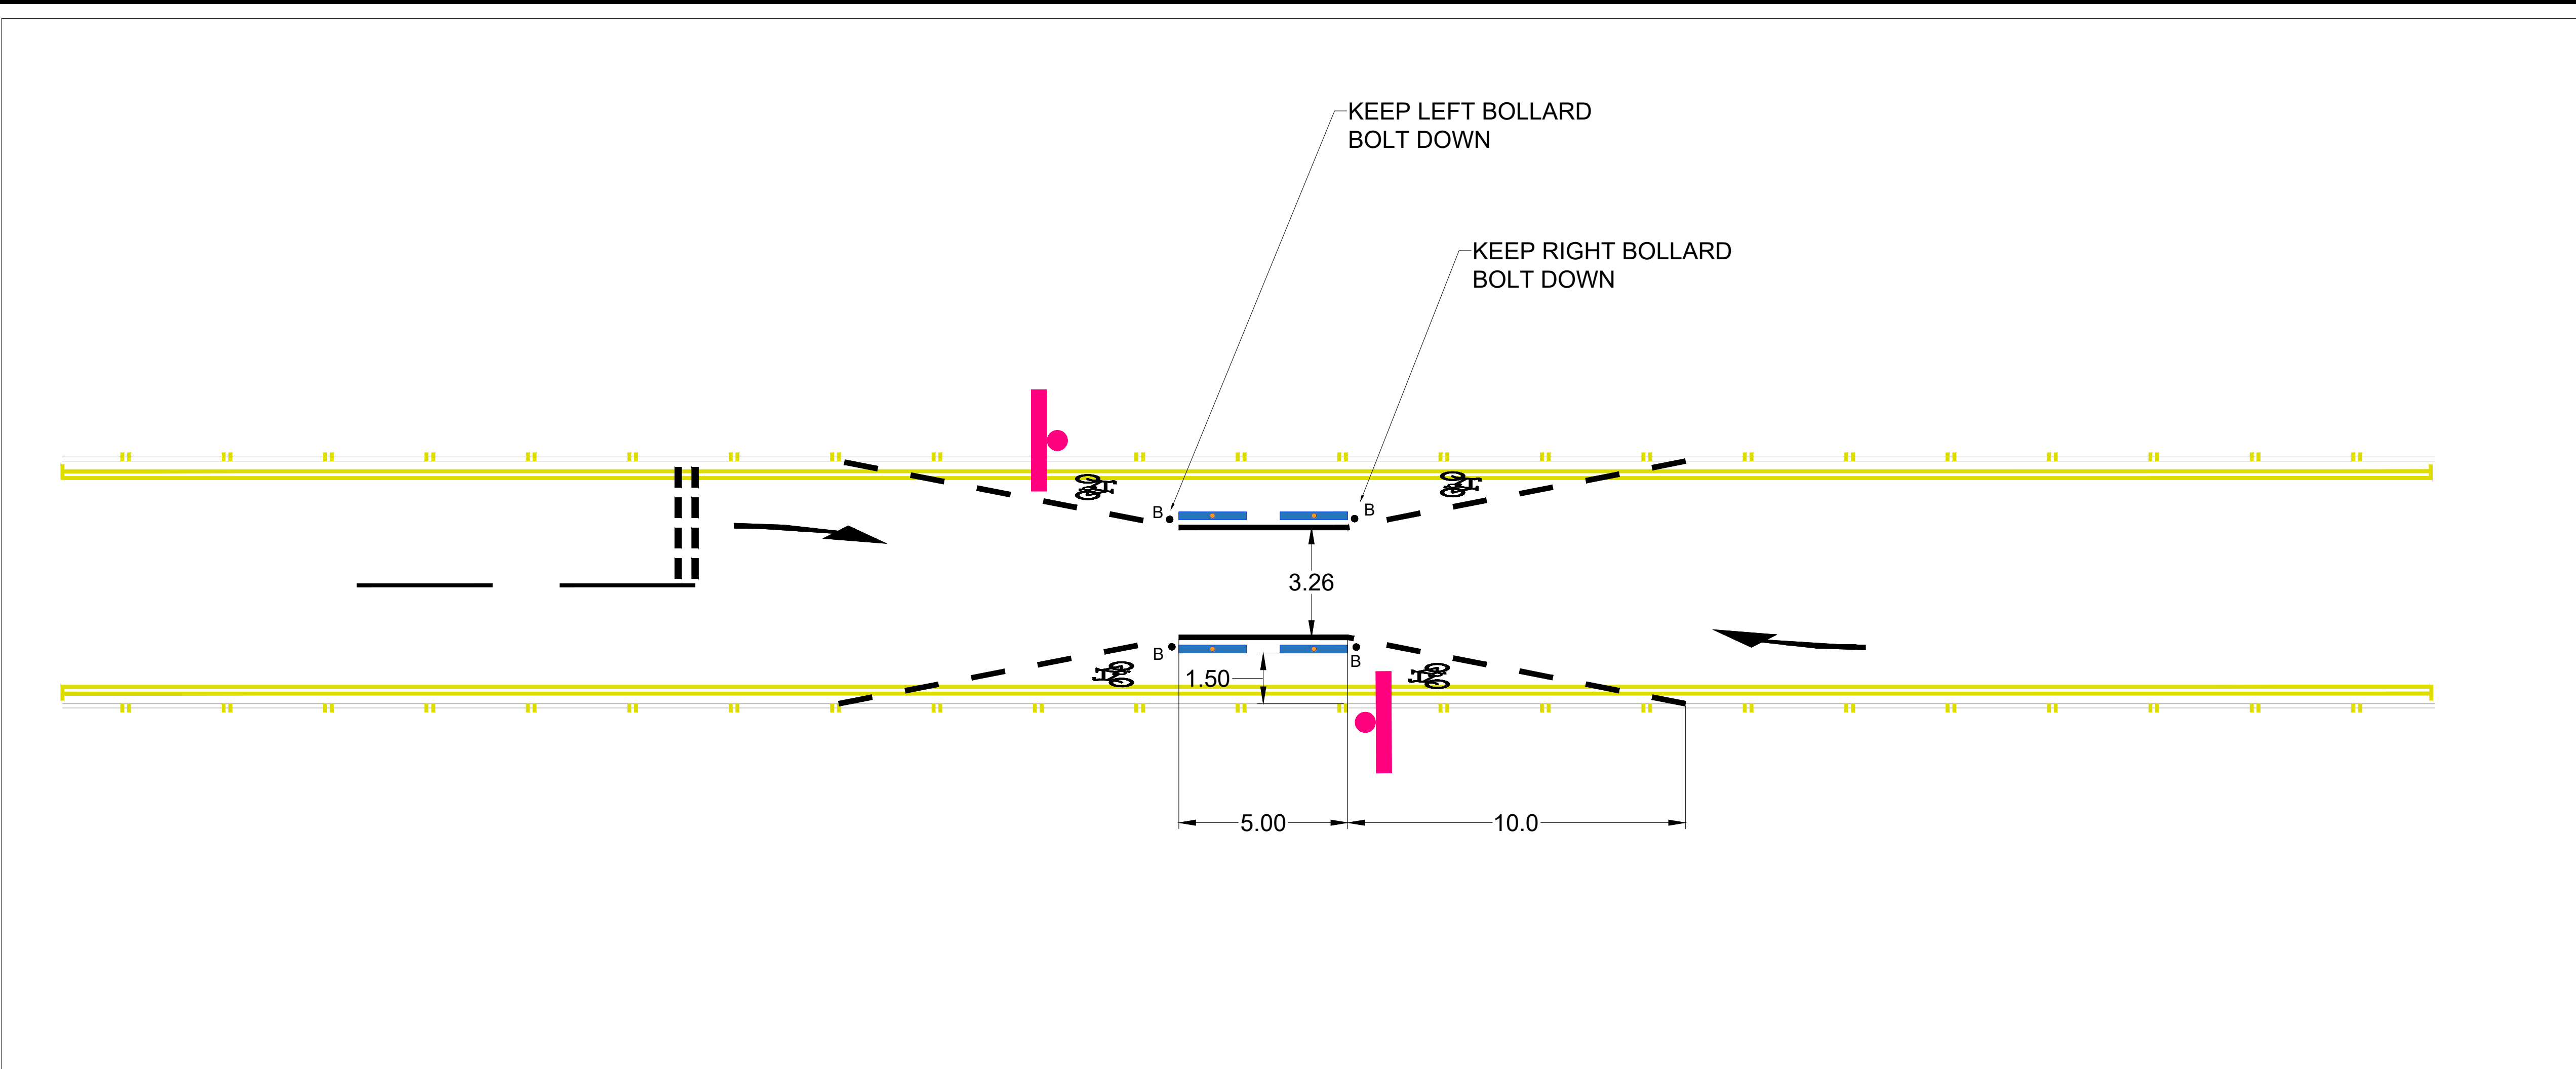 KEEP LEFT BOLLARD
BOLT DOWN
KEEP RIGHT BOLLARD
BOLT DOWN
B
B
3.26
B
B
1.50
5.00
10.0